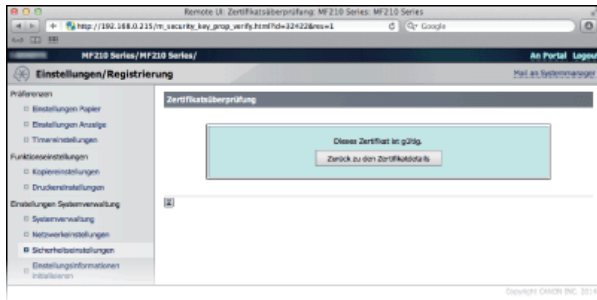 Remote UI: Zertifikatsüberprüfung: MF210 Series: MF210 Series
http://192.168.0.215/m_security_key_prop_verify.html?id=32422&res=1
Google
MF210 Series/MF210 Series/
An Portal Logout
Einstellungen/Registrierung
Mail an Systemmanager
Präferenzen
Einstellungen Papier
Einstellungen Anzeige
Timereinstellungen
Funktionseinstellungen
Kopiereinstellungen
Druckereinstellungen
Einstellungen Systemverwaltung
Systemverwaltung
Netzwerkeinstellungen
Sicherheitseinstellungen
Einstellungsinformationen
initialisieren
Zertifikatsüberprüfung
Dieses Zertifikat ist gültig.
Zurück zu den Zertifikatdetails
Copyright CANON INC. 2014